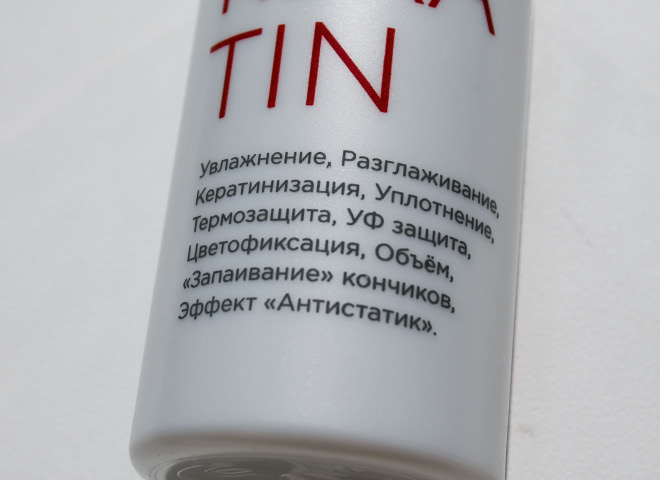 TIN
Увлажнение, Разглаживание,
Кератинизация, Уплотнение,
Термозащита, УФ защита,
Цветофиксация, Объём,
«Запаивание» кончиков,
Эффект «Антистатик».